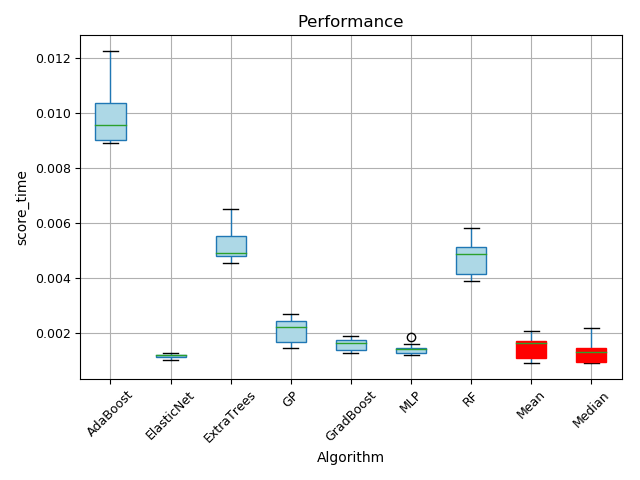 Performance
0.012
0.010
0.008
0.006
0.004
0.002
score_time
AdaBoost
ElasticNet
ExtraTrees
GP
GradBoost
MLP
RF
Mean
Median
Algorithm